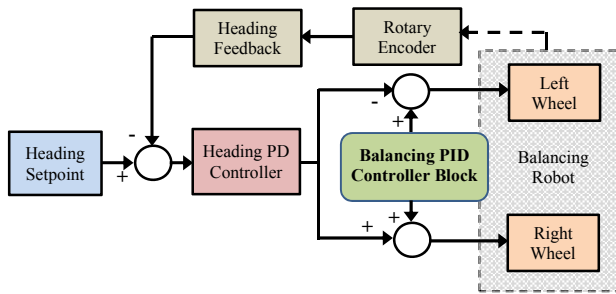 Heading
Feedback
Rotary
Encoder
Left
Wheel
-
-
+
Heading
Setpoint
+
Heading PD
Controller
Balancing PID
Controller Block
Balancing
Robot
+
+
Right
Wheel